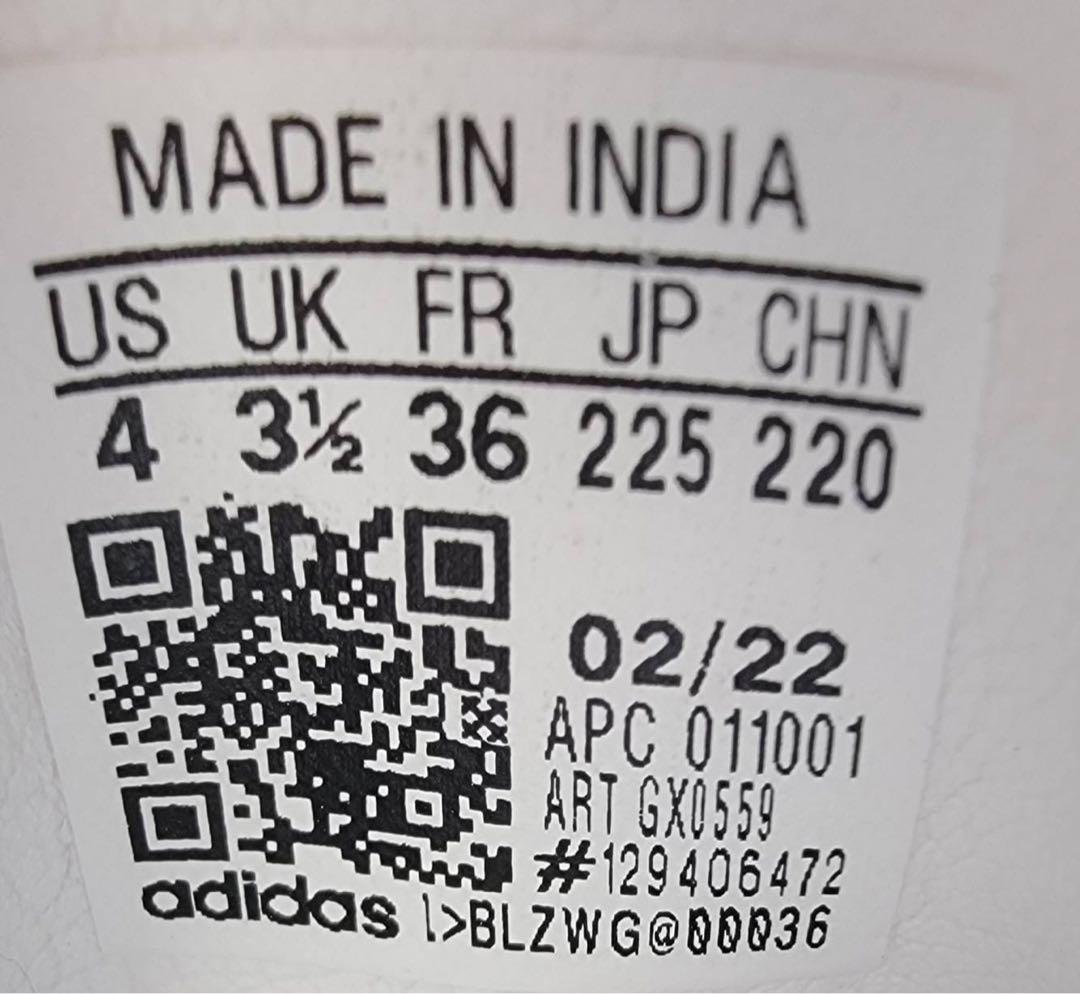 MADE IN INDIA
US UK FR JP CHN
4 3½ 36 225 220
02/22
APC 011001
ART GX0559
#129406472
adidas \>BLZWG@00036